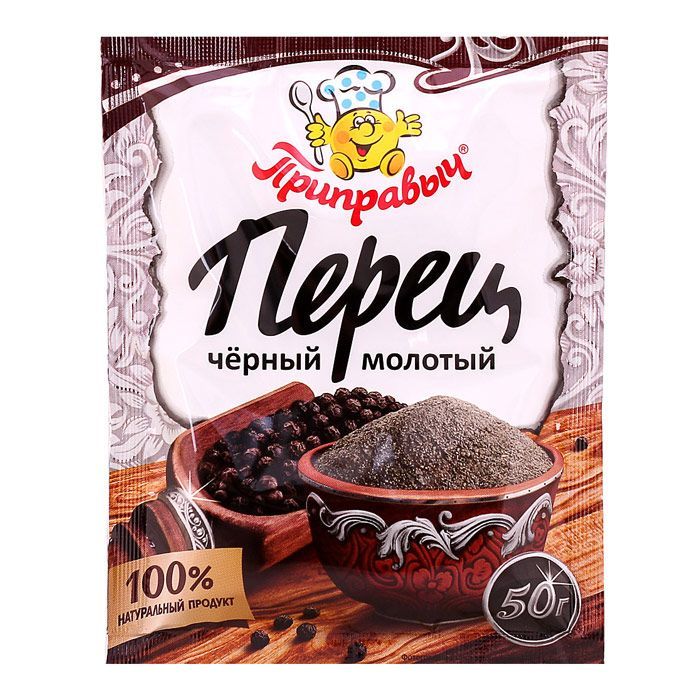 Приправыч®
Перец
чёрный молотый
100%
НАТУРАЛЬНЫЙ ПРОДУКТ
50г